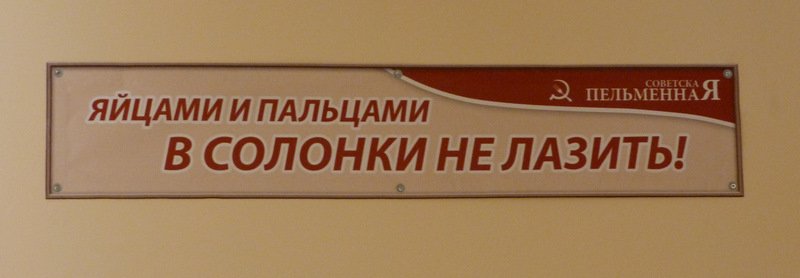 СОВЕТСКАЯ
ПЕЛЬМЕННАЯ
ЯЙЦАМИ И ПАЛЬЦАМИ
В СОЛОНКИ НЕ ЛАЗИТЬ!